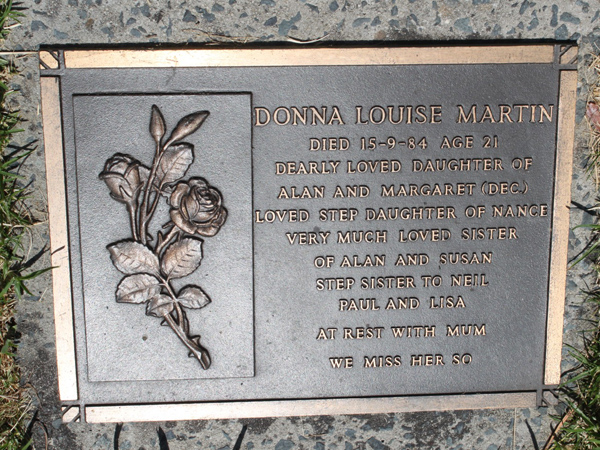 DONNA LOUISE MARTIN
DIED 15-9-84 AGE 21
DEARLY LOVED DAUGHTER OF
ALAN AND MARGARET (DEC.)
LOVED STEP DAUGHTER OF NANCE
VERY MUCH LOVED SISTER
OF ALAN AND SUSAN
STEP SISTER TO NEIL
PAUL AND LISA
AT REST WITH MUM
WE MISS HER SO